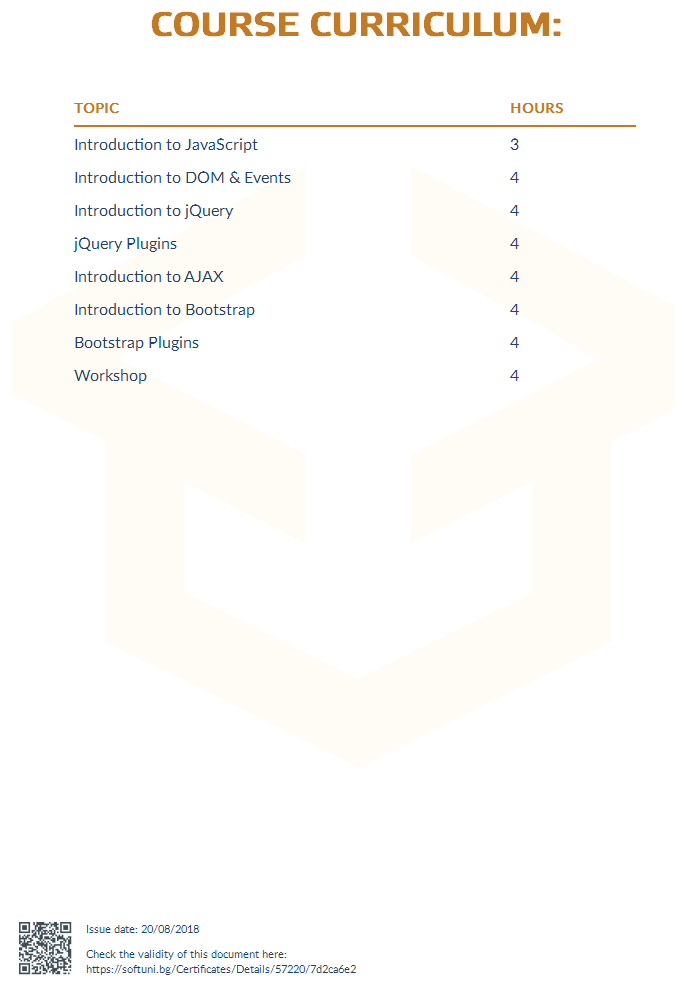 COURSE CURRICULUM:
TOPIC HOURS
Introduction to JavaScript 3
Introduction to DOM & Events 4
Introduction to jQuery 4
jQuery Plugins 4
Introduction to AJAX 4
Introduction to Bootstrap 4
Bootstrap Plugins 4
Workshop 4
Issue date: 20/08/2018
Check the validity of this document here:
https://softuni.bg/Certificates/Details/57220/7d2ca6e2